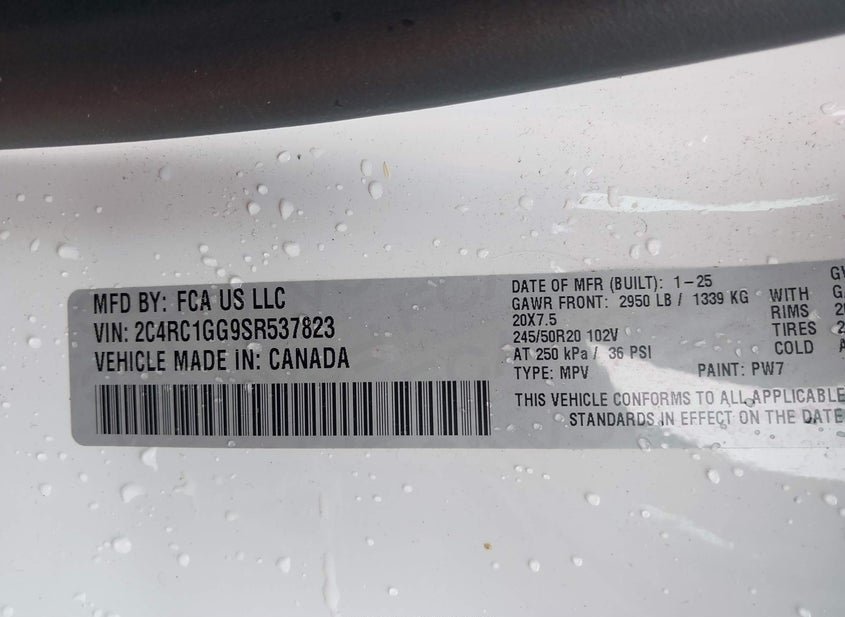 MFD BY: FCA US LLC
VIN: 2C4RC1GG9SR537823
VEHICLE MADE IN: CANADA
DATE OF MFR (BUILT): 1-25
GAWR FRONT: 2950 LB / 1339 KG WITH
20X7.5 RIMS
245/50R20 102V TIRES
AT 250 kPa / 36 PSI COLD
TYPE: MPV PAINT: PW7
THIS VEHICLE CONFORMS TO ALL APPLICABLE
STANDARDS IN EFFECT ON THE DATE